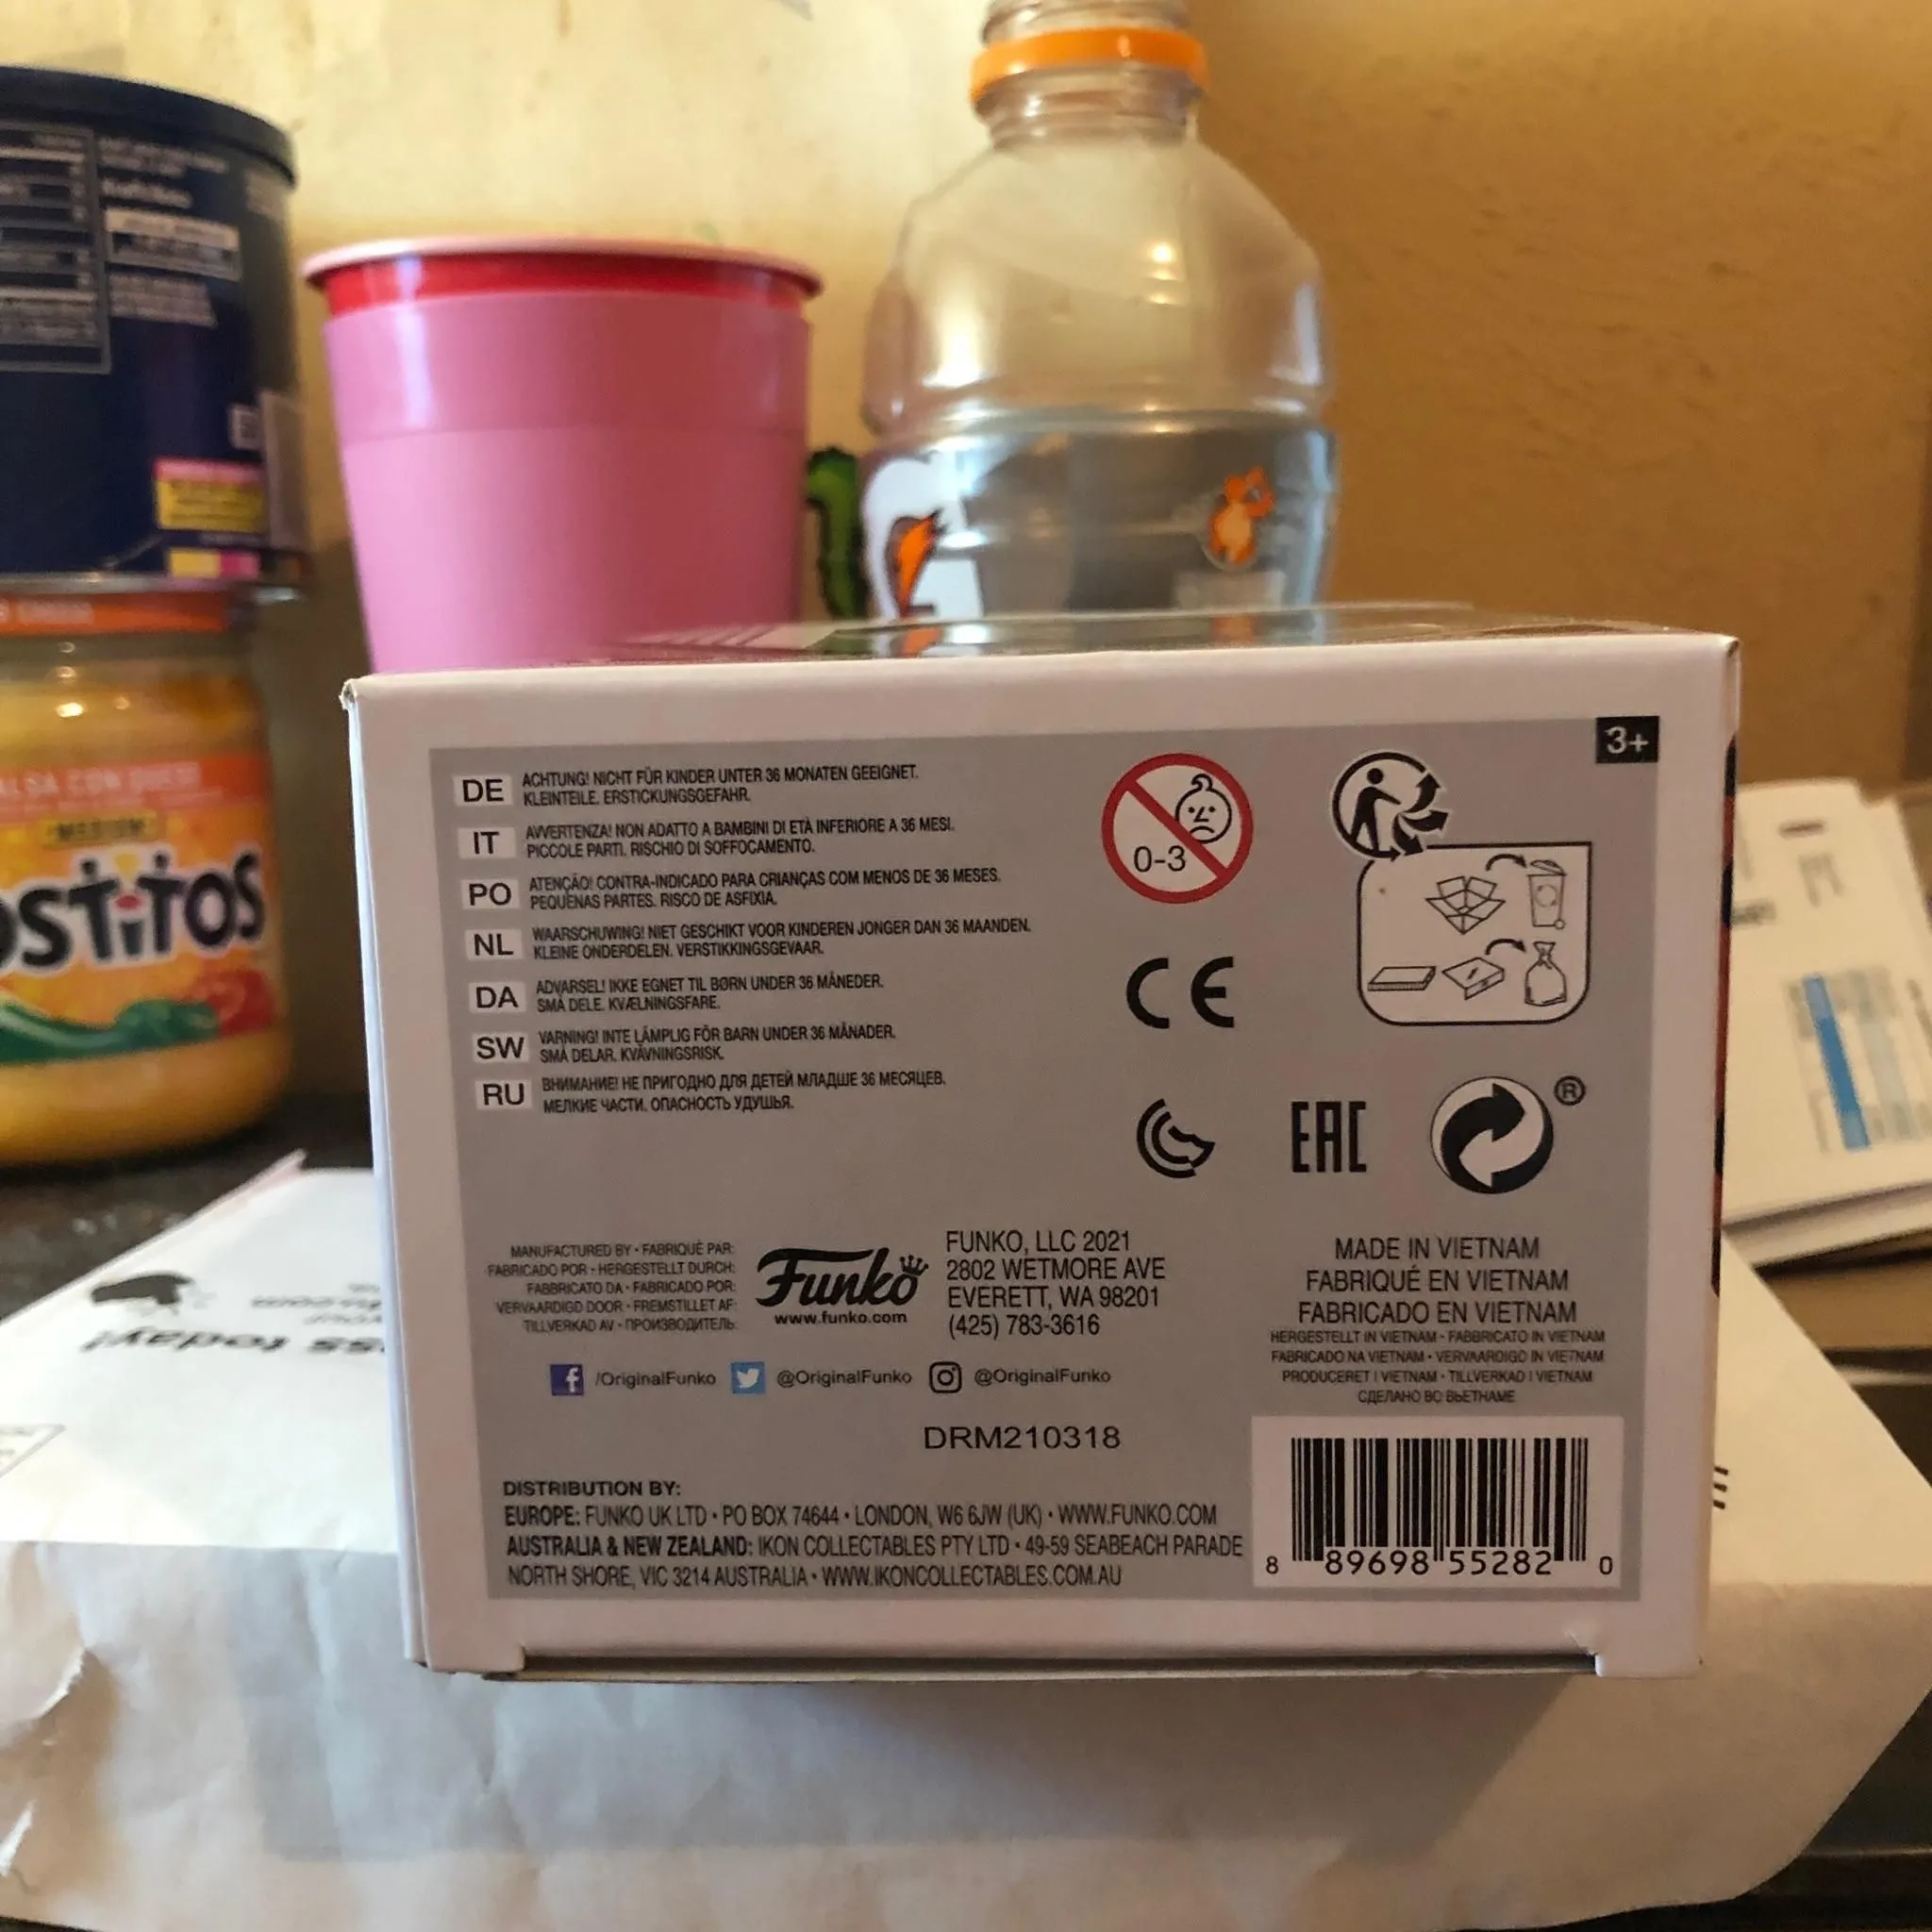 3+
DE
ACHTUNG! NICHT FÜR KINDER UNTER 36 MONATEN GEEIGNET.
KLEINTEILE. ERSTICKUNGSGEFAHR.
IT
AVVERTENZA! NON ADATTO A BAMBINI DI ETÀ INFERIORE A 36 MESI.
PICCOLE PARTI. RISCHIO DI SOFFOCAMENTO.
PO
ATENÇÃO! CONTRA-INDICADO PARA CRIANÇAS COM MENOS DE 36 MESES.
PEQUENAS PARTES. RISCO DE ASFIXIA.
NL
WAARSCHUWING! NIET GESCHIKT VOOR KINDEREN JONGER DAN 36 MAANDEN.
KLEINE ONDERDELEN. VERSTIKKINGSGEVAAR.
DA
ADVARSEL! IKKE EGNET TIL BØRN UNDER 36 MÅNEDER.
SMÅ DELE. KVÆLNINGSFARE.
SW
VARNING! INTE LÄMPLIG FÖR BARN UNDER 36 MÅNADER.
SMÅ DELAR. KVÄVNINGSRISK.
RU
ВНИМАНИЕ! НЕ ПРИГОДНО ДЛЯ ДЕТЕЙ МЛАДШЕ 36 МЕСЯЦЕВ.
МЕЛКИЕ ЧАСТИ. ОПАСНОСТЬ УДУШЬЯ.
0-3
CE
EAC
®
MANUFACTURED BY • FABRIQUÉ PAR:
FABRICADO POR • HERGESTELLT DURCH:
FABBRICATO DA • FABRICADO POR:
VERVAARDIGD DOOR • FREMSTILLET AF:
TILLVERKAD AV • ПРОИЗВОДИТЕЛЬ:
Funko
www.funko.com
FUNKO, LLC 2021
2802 WETMORE AVE
EVERETT, WA 98201
(425) 783-3616
MADE IN VIETNAM
FABRIQUÉ EN VIETNAM
FABRICADO EN VIETNAM
HERGESTELLT IN VIETNAM • FABBRICATO IN VIETNAM
FABRICADO NA VIETNAM • VERVAARDIGD IN VIETNAM
PRODUCERET I VIETNAM • TILLVERKAD I VIETNAM
СДЕЛАНО ВО ВЬЕТНАМЕ
/OriginalFunko @OriginalFunko @OriginalFunko
DRM210318
DISTRIBUTION BY:
EUROPE: FUNKO UK LTD • PO BOX 74644 • LONDON, W6 6JW (UK) • WWW.FUNKO.COM
AUSTRALIA & NEW ZEALAND: IKON COLLECTABLES PTY LTD • 49-59 SEABEACH PARADE
NORTH SHORE, VIC 3214 AUSTRALIA • WWW.IKONCOLLECTABLES.COM.AU
8 89698 55282 0
MEDIUM
ostitos
today!